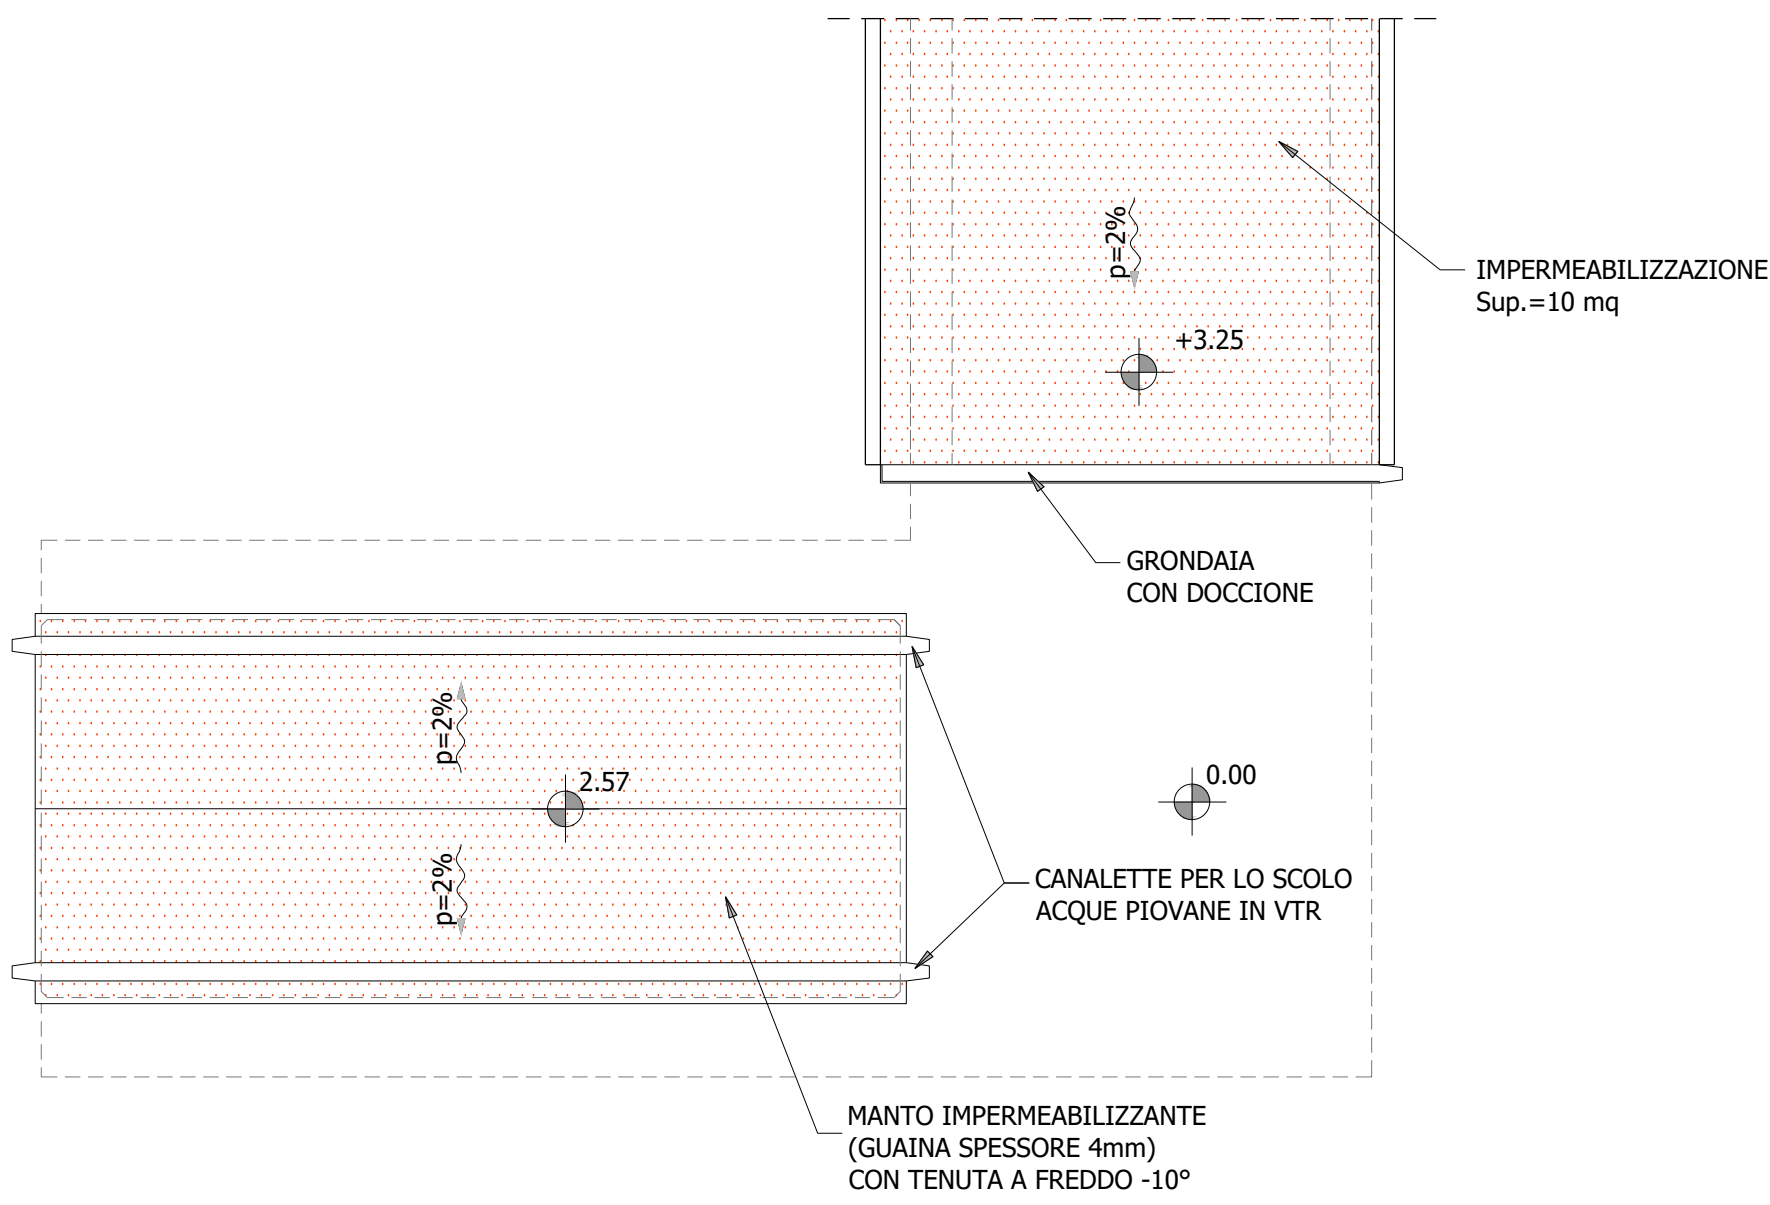 p=2%
IMPERMEABILIZZAZIONE
Sup.=10 mq
+3.25
GRONDAIA
CON DOCCIONE
p=2%
2.57
0.00
p=2%
CANALETTE PER LO SCOLO
ACQUE PIOVANE IN VTR
MANTO IMPERMEABILIZZANTE
(GUAINA SPESSORE 4mm)
CON TENUTA A FREDDO -10°